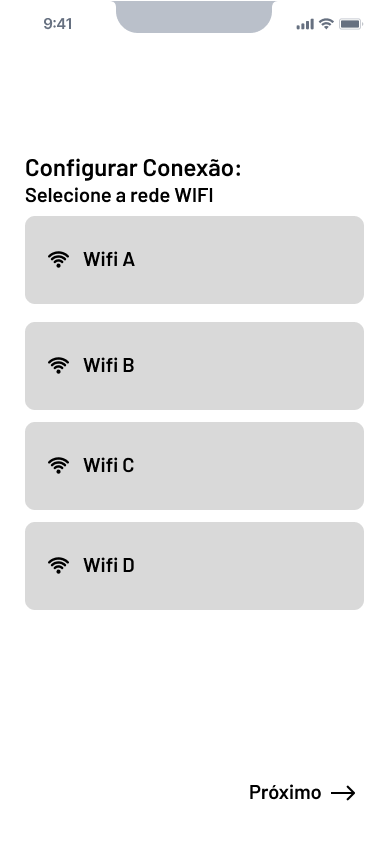 9:41
Configurar Conexão:
Selecione a rede WIFI
Wifi A
Wifi B
Wifi C
Wifi D
Próximo